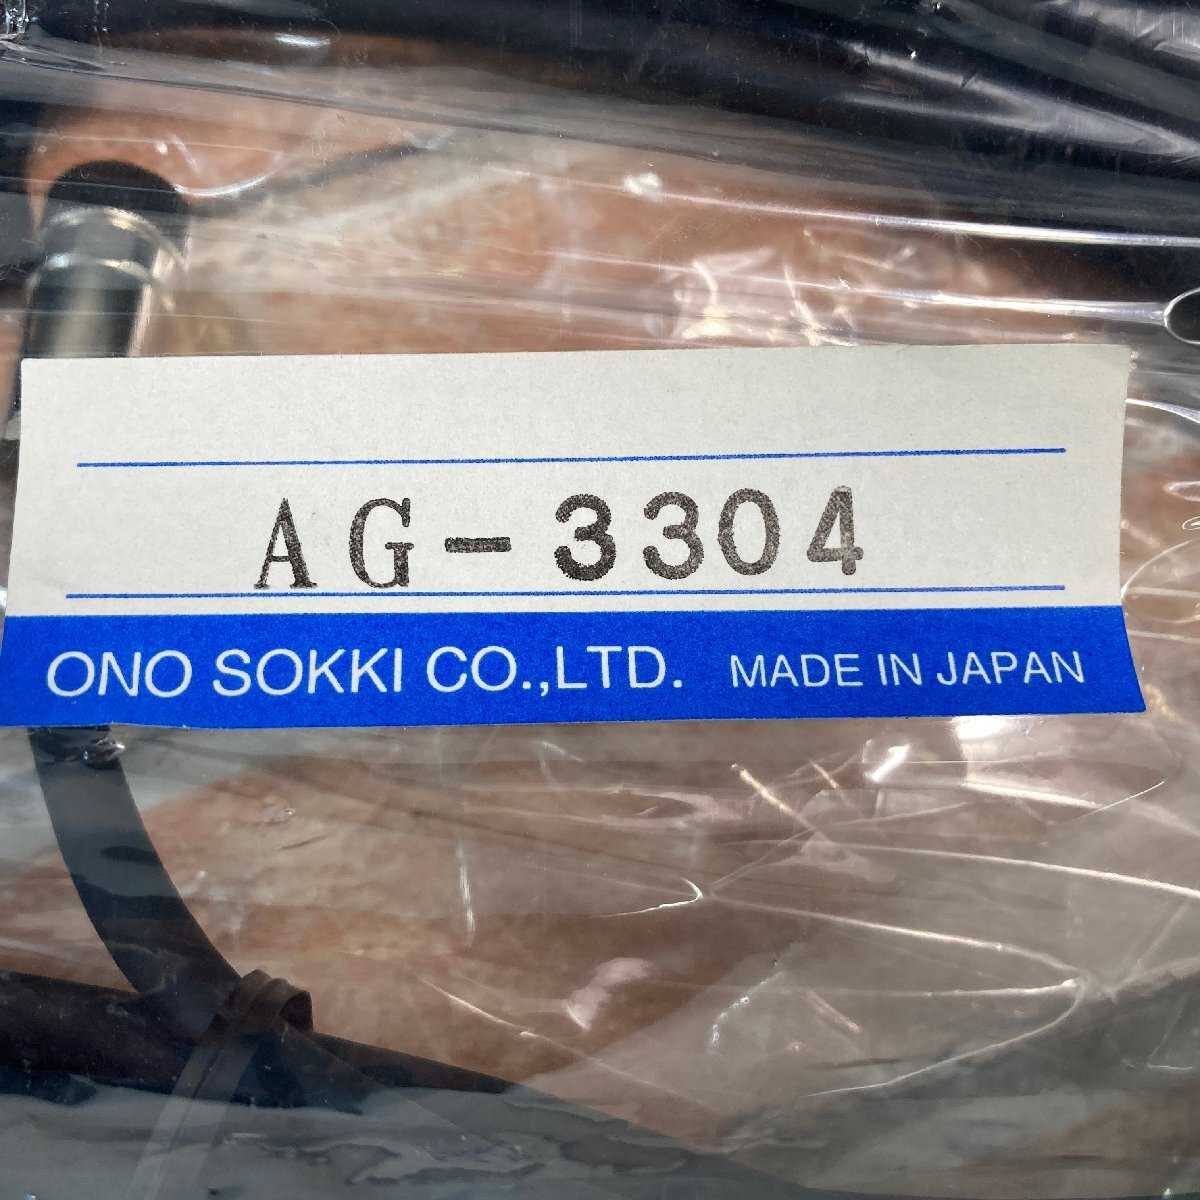 AG-3304
ONO SOKKI CO.,LTD. MADE IN JAPAN